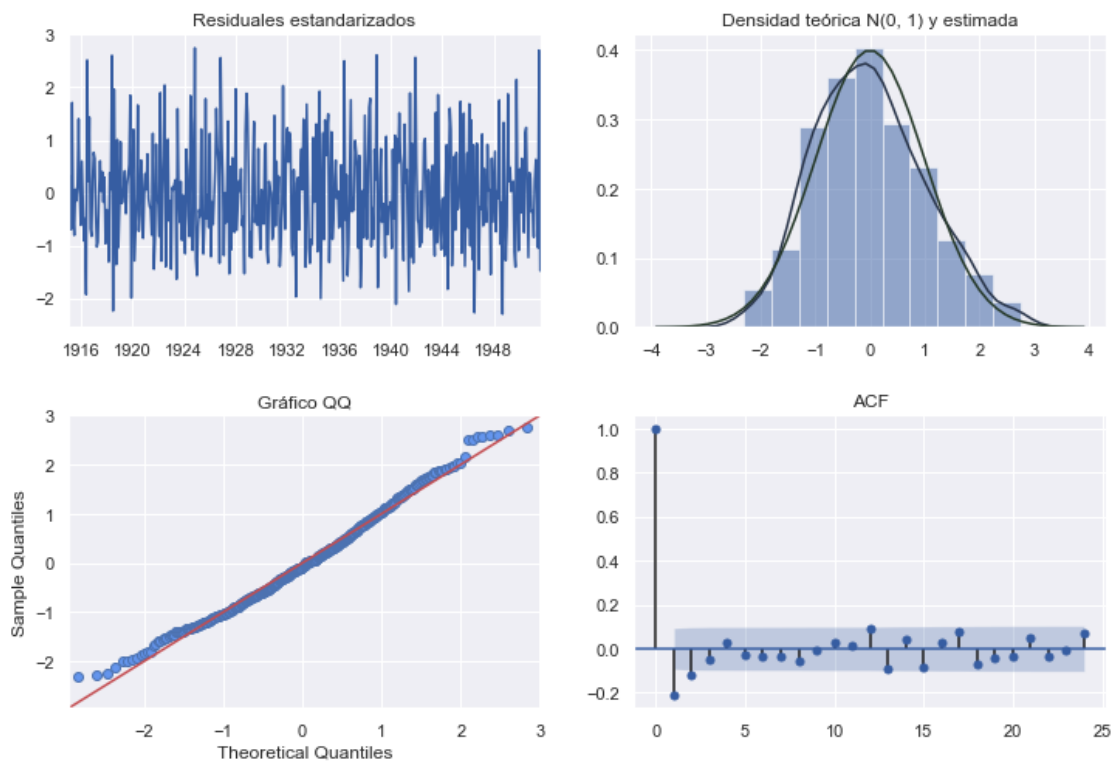 Residuales estandarizados
3
2
1
0
−1
−2
1916 1920 1924 1928 1932 1936 1940 1944 1948
Densidad teórica N(0, 1) y estimada
0.4
0.3
0.2
0.1
0.0
−4 −3 −2 −1 0 1 2 3 4
Gráfico QQ
Sample Quantiles
3
2
1
0
−1
−2
−2 −1 0 1 2 3
Theoretical Quantiles
ACF
1.0
0.8
0.6
0.4
0.2
0.0
−0.2
0 5 10 15 20 25